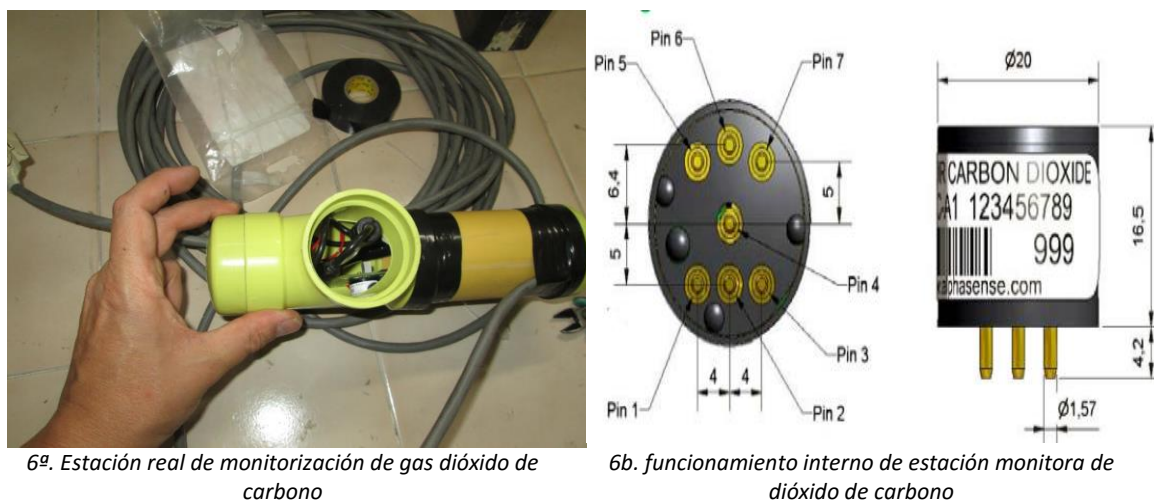 Pin 6
Pin 5
Pin 7
6,4
5
5
Pin 4
Pin 3
4
4
Pin 1
Pin 2
Ø20
R CARBON DIOXIDE
CA1 123456789
999
alphasense.com
16,5
4,2
Ø1,57
6ª. Estación real de monitorización de gas dióxido de
carbono
6b. funcionamiento interno de estación monitora de
dióxido de carbono